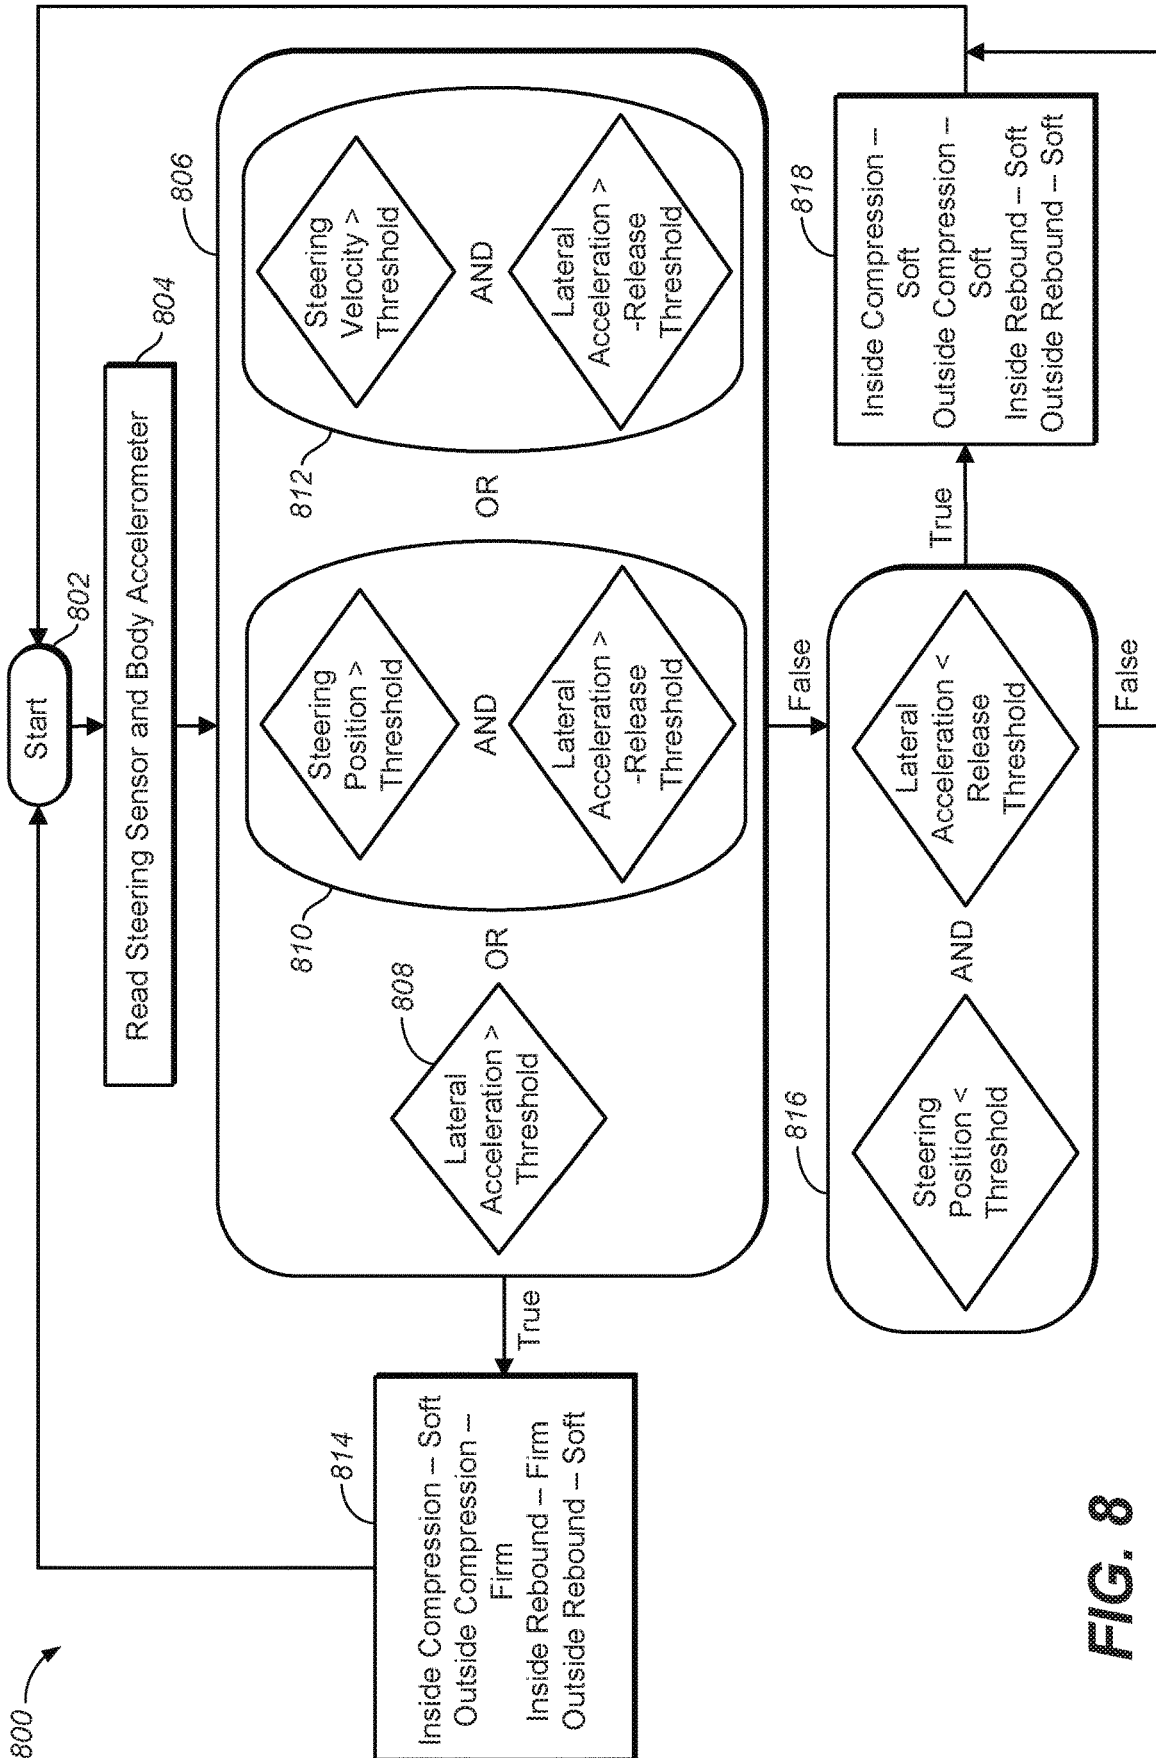 800
Start
802
Read Steering Sensor and Body Accelerometer
804
806
808
Lateral
Acceleration >
Threshold
OR
810
Steering
Position >
Threshold
AND
Lateral
Acceleration >
-Release
Threshold
OR
812
Steering
Velocity >
Threshold
AND
Lateral
Acceleration >
-Release
Threshold
True
814
Inside Compression – Soft
Outside Compression –
Firm
Inside Rebound – Firm
Outside Rebound – Soft
False
816
Steering
Position <
Threshold
AND
Lateral
Acceleration <
Release
Threshold
True
818
Inside Compression –
Soft
Outside Compression –
Soft
Inside Rebound – Soft
Outside Rebound – Soft
False
FIG. 8